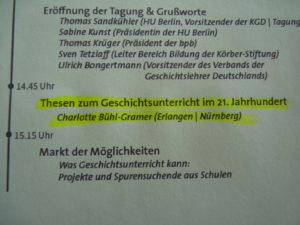 Eröffnung der Tagung & Grußworte
Thomas Sandkühler (HU Berlin, Vorsitzender der KGD | Tagung
Sabine Kunst (Präsidentin der HU Berlin)
Thomas Krüger (Präsident der bpb)
Sven Tetzlaff (Leiter Bereich Bildung der Körber-Stiftung)
Ulrich Bongertmann (Vorsitzender des Verbands der
Geschichtslehrer Deutschlands)
14.45 Uhr
Thesen zum Geschichtsunterricht im 21. Jahrhundert
Charlotte Bühl-Gramer (Erlangen | Nürnberg)
15.15 Uhr
Markt der Möglichkeiten
Was Geschichtsunterricht kann:
Projekte und Spurensuchende aus Schulen